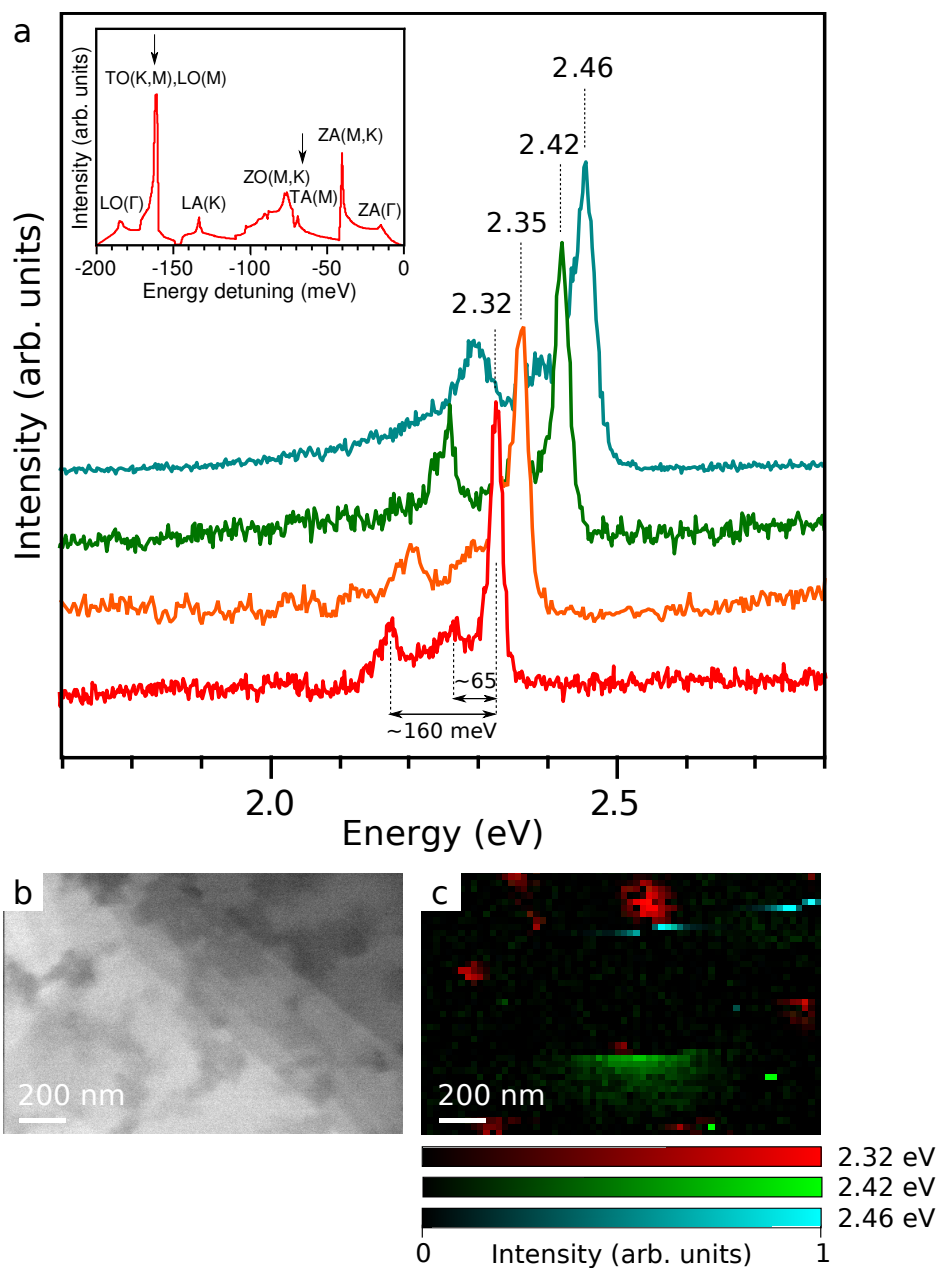 a
Intensity (arb. units)
TO(K,M),LO(M)
ZA(M,K)
ZO(M,K)
LO(Γ)
LA(K)
TA(M)
ZA(Γ)
-200 -150 -100 -50 0
Energy detuning (meV)
2.46
2.42
2.35
2.32
Intensity (arb. units)
~65
~160 meV
2.0 2.5
Energy (eV)
b
200 nm
c
200 nm
2.32 eV
2.42 eV
2.46 eV
0 Intensity (arb. units) 1